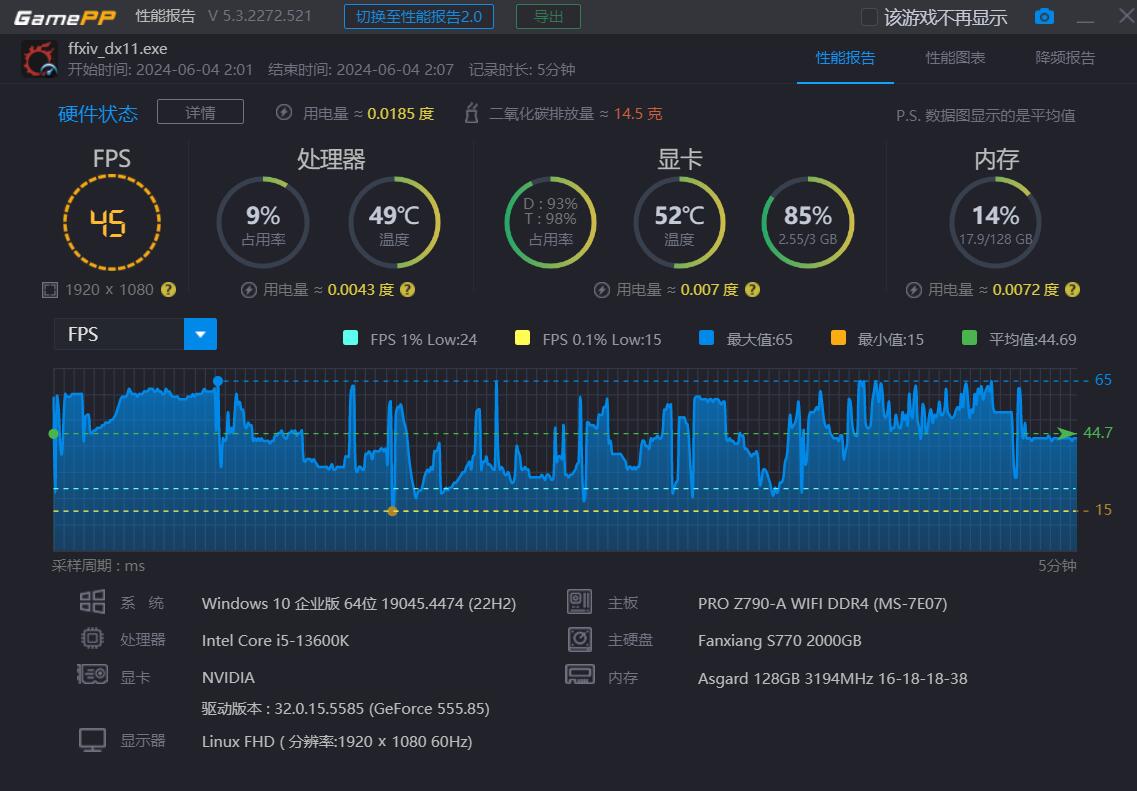 GamePP 性能报告 V 5.3.2272.521 切换至性能报告2.0 导出 该游戏不再显示
ffxiv_dx11.exe
开始时间: 2024-06-04 2:01 结束时间: 2024-06-04 2:07 记录时长: 5分钟
性能报告 性能图表 降频报告
硬件状态 详情 用电量 ≈ 0.0185 度 二氧化碳排放量 ≈ 14.5 克 P.S. 数据图显示的是平均值
FPS 处理器 显卡 内存
45
9%
占用率
49℃
温度
D : 93%
T : 98%
占用率
52℃
温度
85%
2.55/3 GB
14%
17.9/128 GB
1920 x 1080 ? 用电量 ≈ 0.0043 度 ? 用电量 ≈ 0.007 度 ? 用电量 ≈ 0.0072 度 ?
FPS FPS 1% Low:24 FPS 0.1% Low:15 最大值:65 最小值:15 平均值:44.69
65
44.7
15
采样周期 : ms 5分钟
系 统 Windows 10 企业版 64位 19045.4474 (22H2) 主板 PRO Z790-A WIFI DDR4 (MS-7E07)
处理器 Intel Core i5-13600K 主硬盘 Fanxiang S770 2000GB
显卡 NVIDIA 内存 Asgard 128GB 3194MHz 16-18-18-38
驱动版本 : 32.0.15.5585 (GeForce 555.85)
显示器 Linux FHD ( 分辨率:1920 x 1080 60Hz)